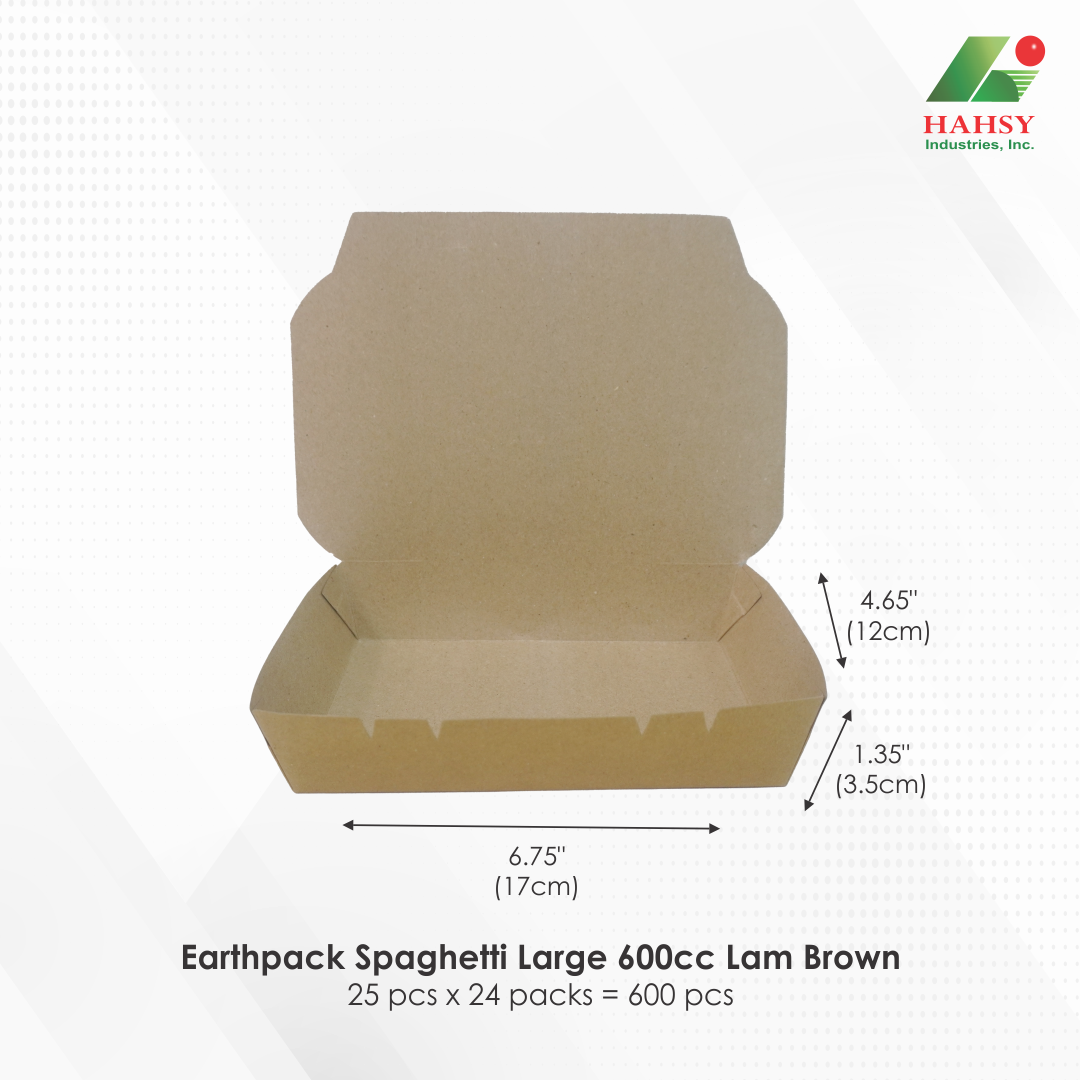 HAHSY
Industries, Inc.
4.65"
(12cm)
1.35"
(3.5cm)
6.75"
(17cm)
Earthpack Spaghetti Large 600cc Lam Brown
25 pcs x 24 packs = 600 pcs